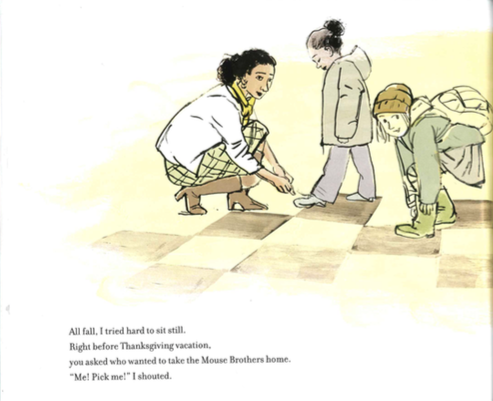 All fall, I tried hard to sit still.
Right before Thanksgiving vacation,
you asked who wanted to take the Mouse Brothers home.
“Me! Pick me!” I shouted.